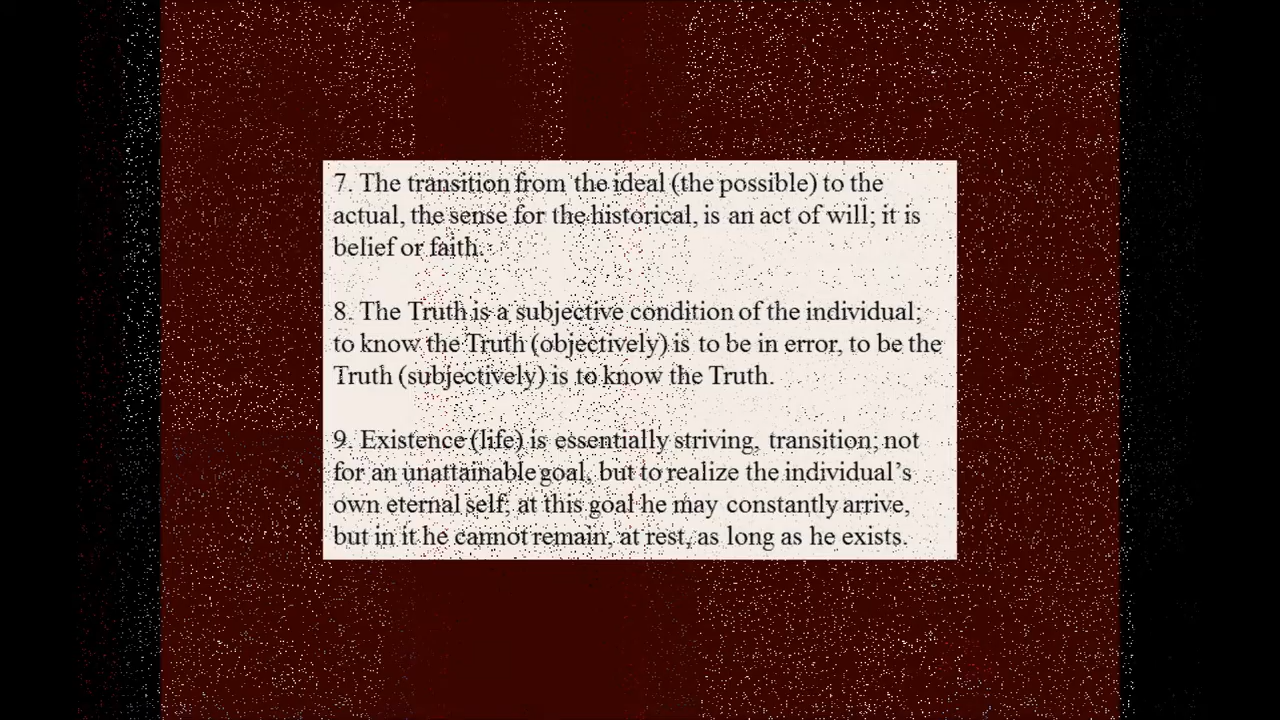 7. The transition from the ideal (the possible) to the
actual, the sense for the historical, is an act of will; it is
belief or faith.
8. The Truth is a subjective condition of the individual;
to know the Truth (objectively) is to be in error, to be the
Truth (subjectively) is to know the Truth.
9. Existence (life) is essentially striving, transition; not
for an unattainable goal, but to realize the individual’s
own eternal self; at this goal he may constantly arrive,
but in it he cannot remain, at rest, as long as he exists.